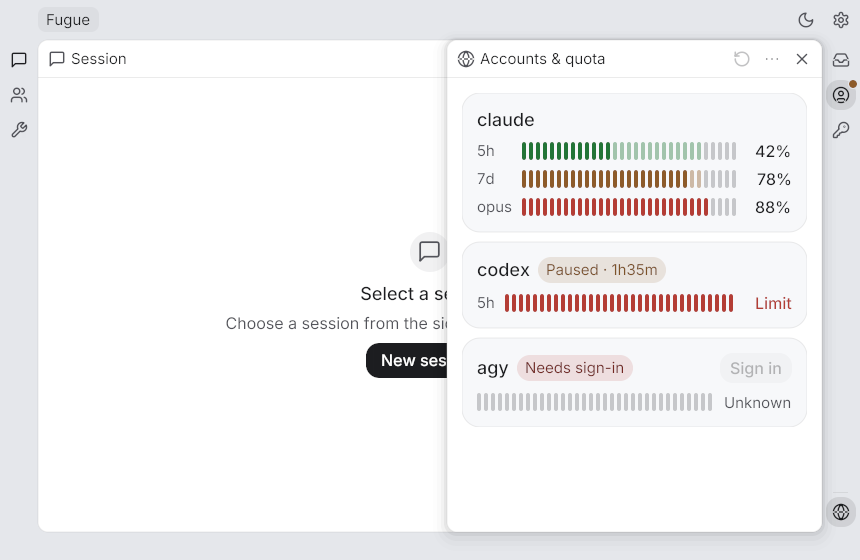 Fugue
Session
Select a se
Choose a session from the si
New ses
Accounts & quota
claude
5h 42%
7d 78%
opus 88%
codex Paused · 1h35m
5h Limit
agy Needs sign-in Sign in
Unknown